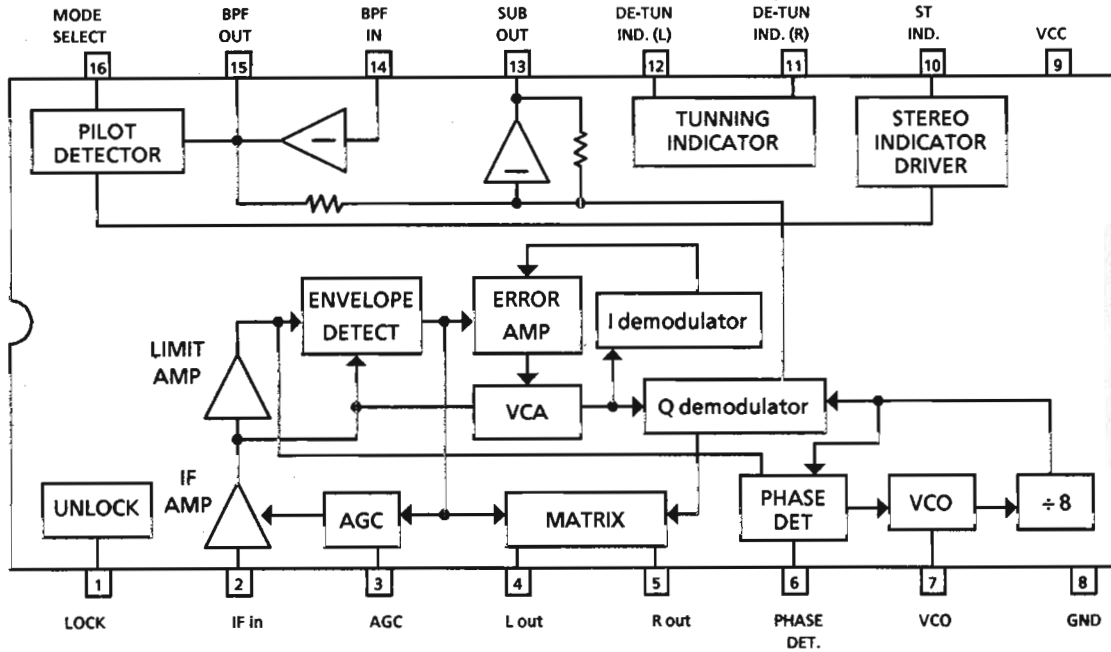 MODE
SELECT
BPF
OUT
BPF
IN
SUB
OUT
DE-TUN
IND. (L)
DE-TUN
IND. (R)
ST
IND.
VCC
16
15
14
13
12
11
10
9
PILOT
DETECTOR
TUNNING
INDICATOR
STEREO
INDICATOR
DRIVER
ENVELOPE
DETECT
ERROR
AMP
I demodulator
LIMIT
AMP
VCA
Q demodulator
IF
AMP
UNLOCK
AGC
MATRIX
PHASE
DET
VCO
÷8
1
2
3
4
5
6
7
8
LOCK
IF in
AGC
L out
R out
PHASE
DET.
VCO
GND